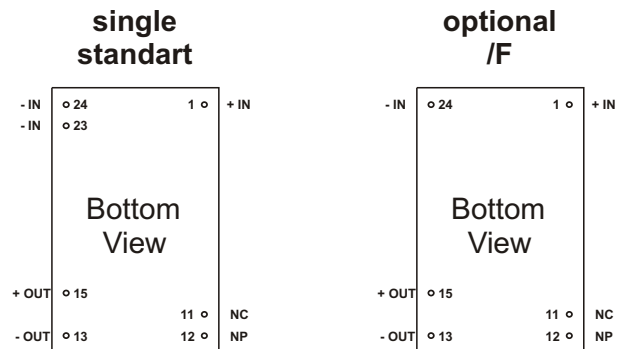 single
standart
optional
/F
- IN 24 1 + IN
- IN 23
Bottom
View
+ OUT 15
11 NC
- OUT 13 12 NP
- IN 24 1 + IN
Bottom
View
+ OUT 15
11 NC
- OUT 13 12 NP